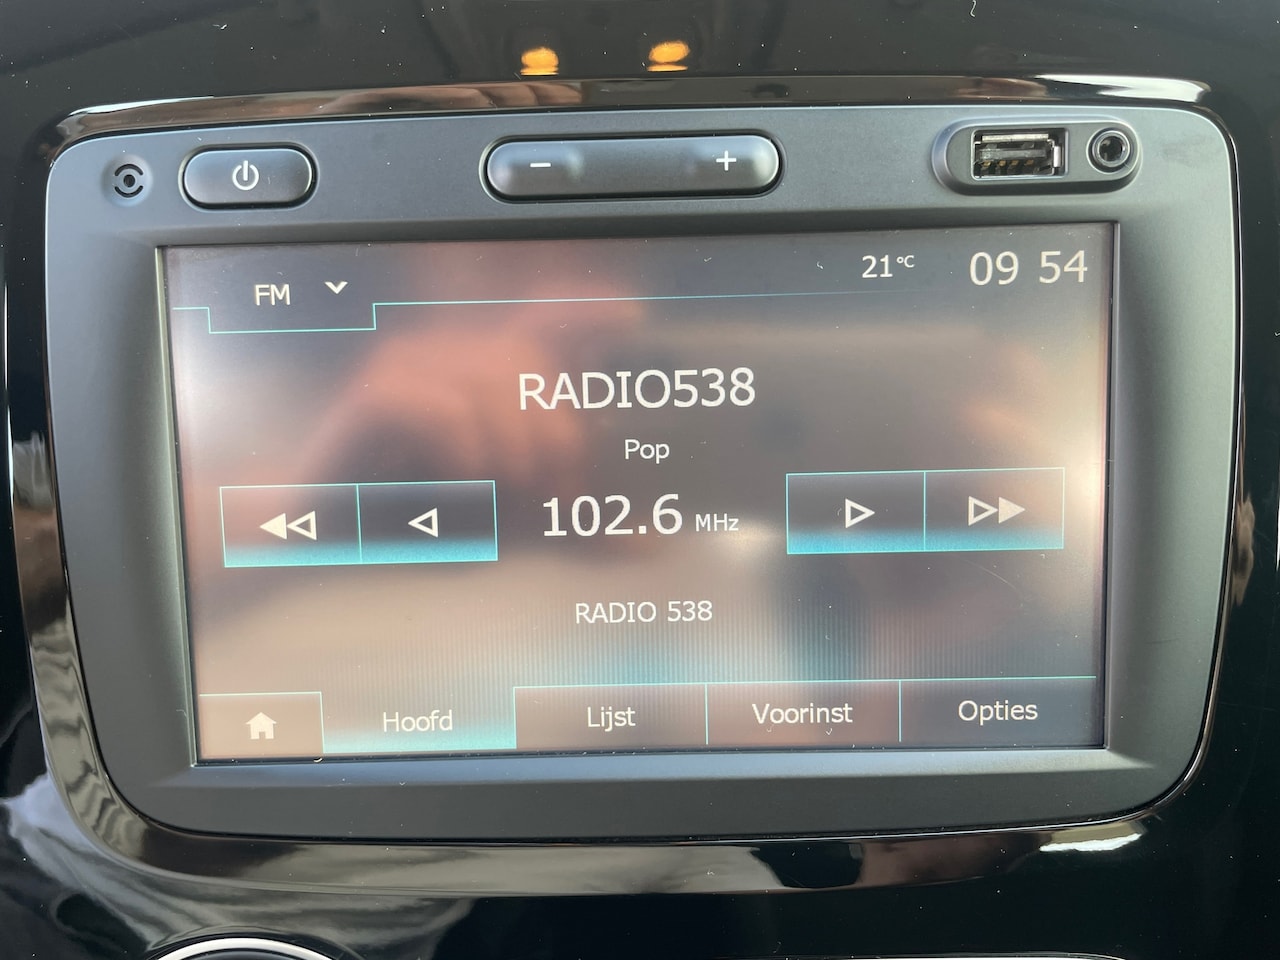 FM
21°C
09 54
RADIO538
Pop
102.6 MHz
RADIO 538
Hoofd
Lijst
Voorinst
Opties